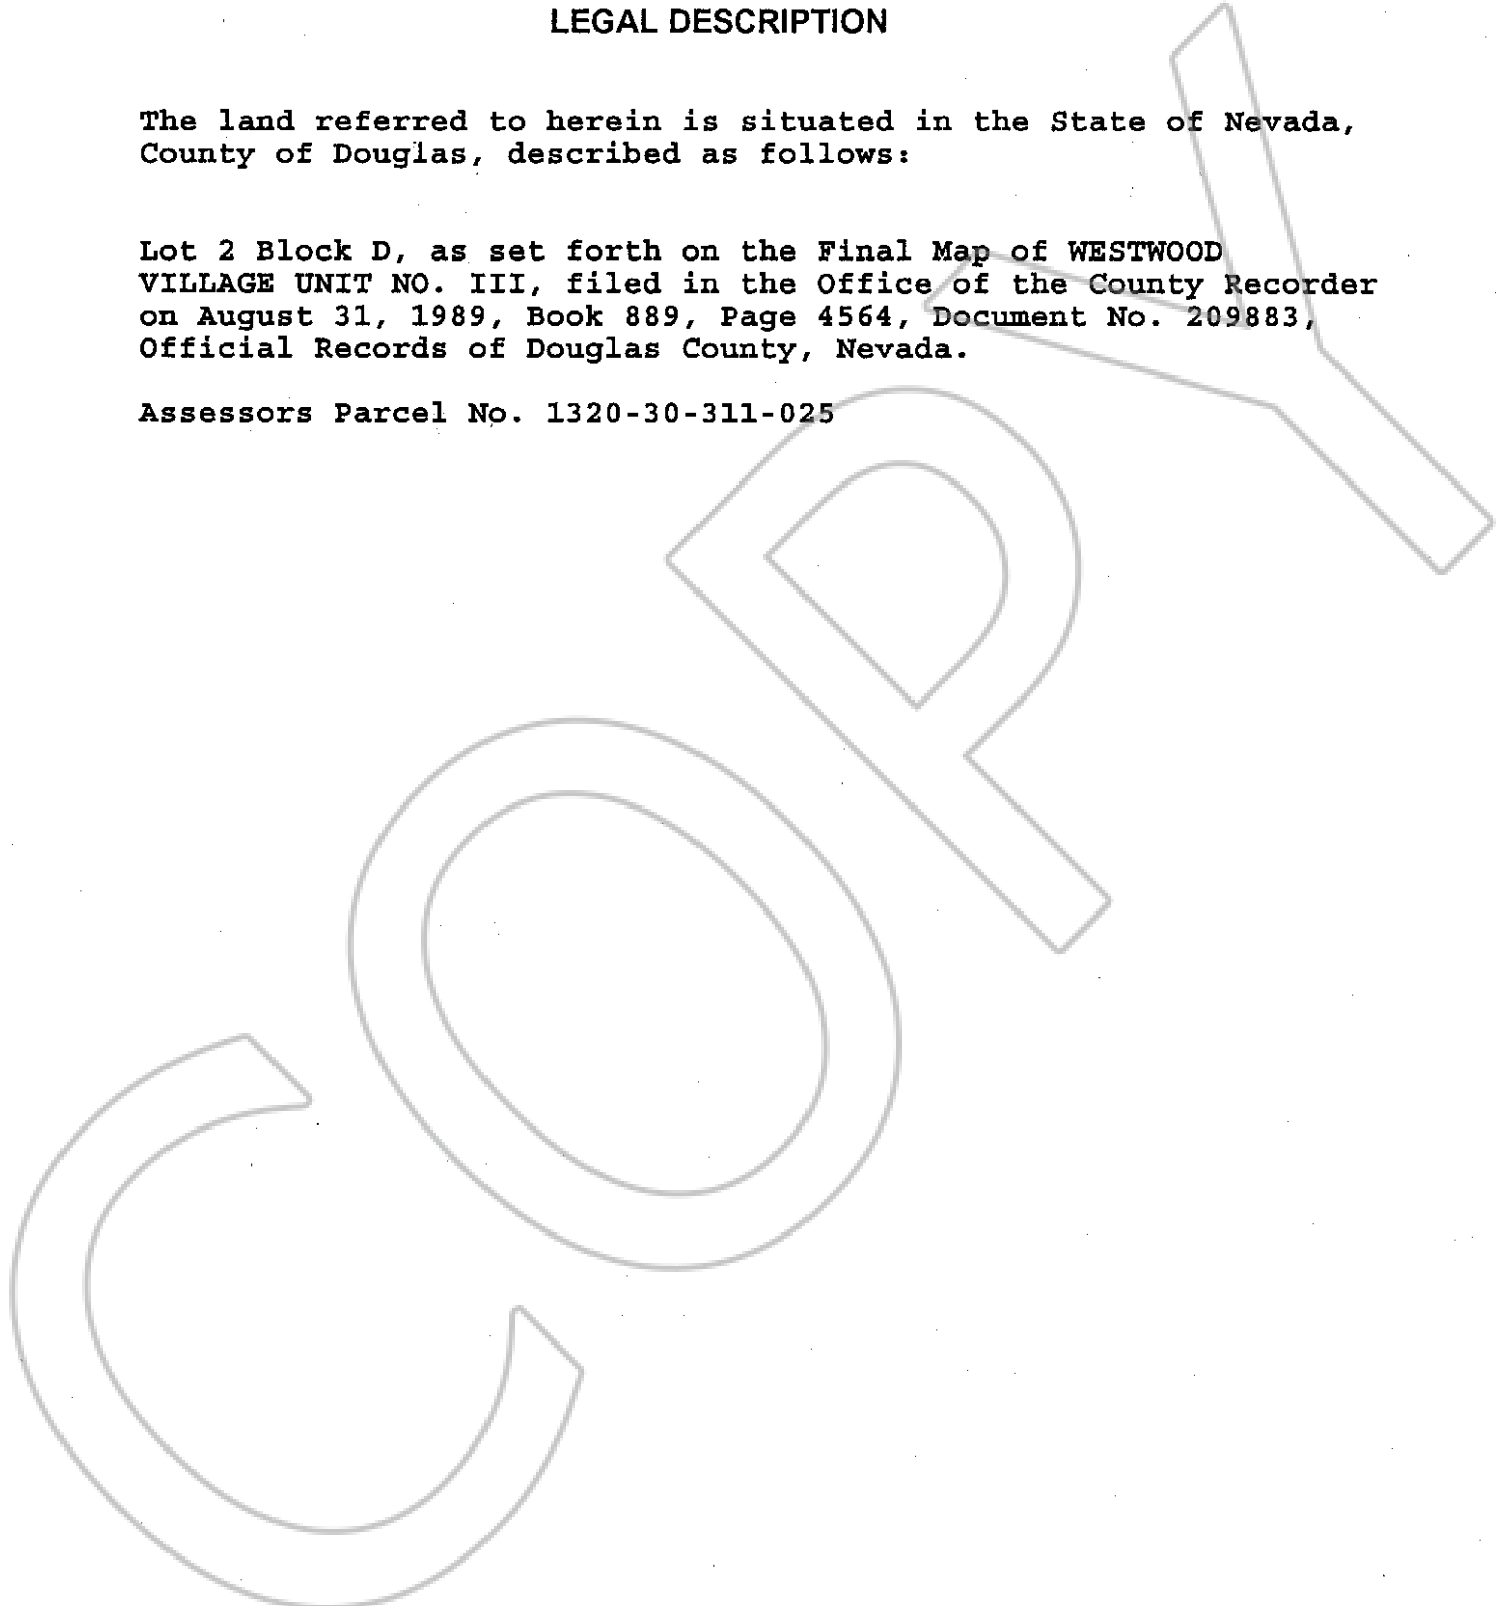 LEGAL DESCRIPTION
The land referred to herein is situated in the State of Nevada,
County of Douglas, described as follows:
Lot 2 Block D, as set forth on the Final Map of WESTWOOD
VILLAGE UNIT NO. III, filed in the Office of the County Recorder
on August 31, 1989, Book 889, Page 4564, Document No. 209883,
Official Records of Douglas County, Nevada.
Assessors Parcel No. 1320-30-311-025
COPY